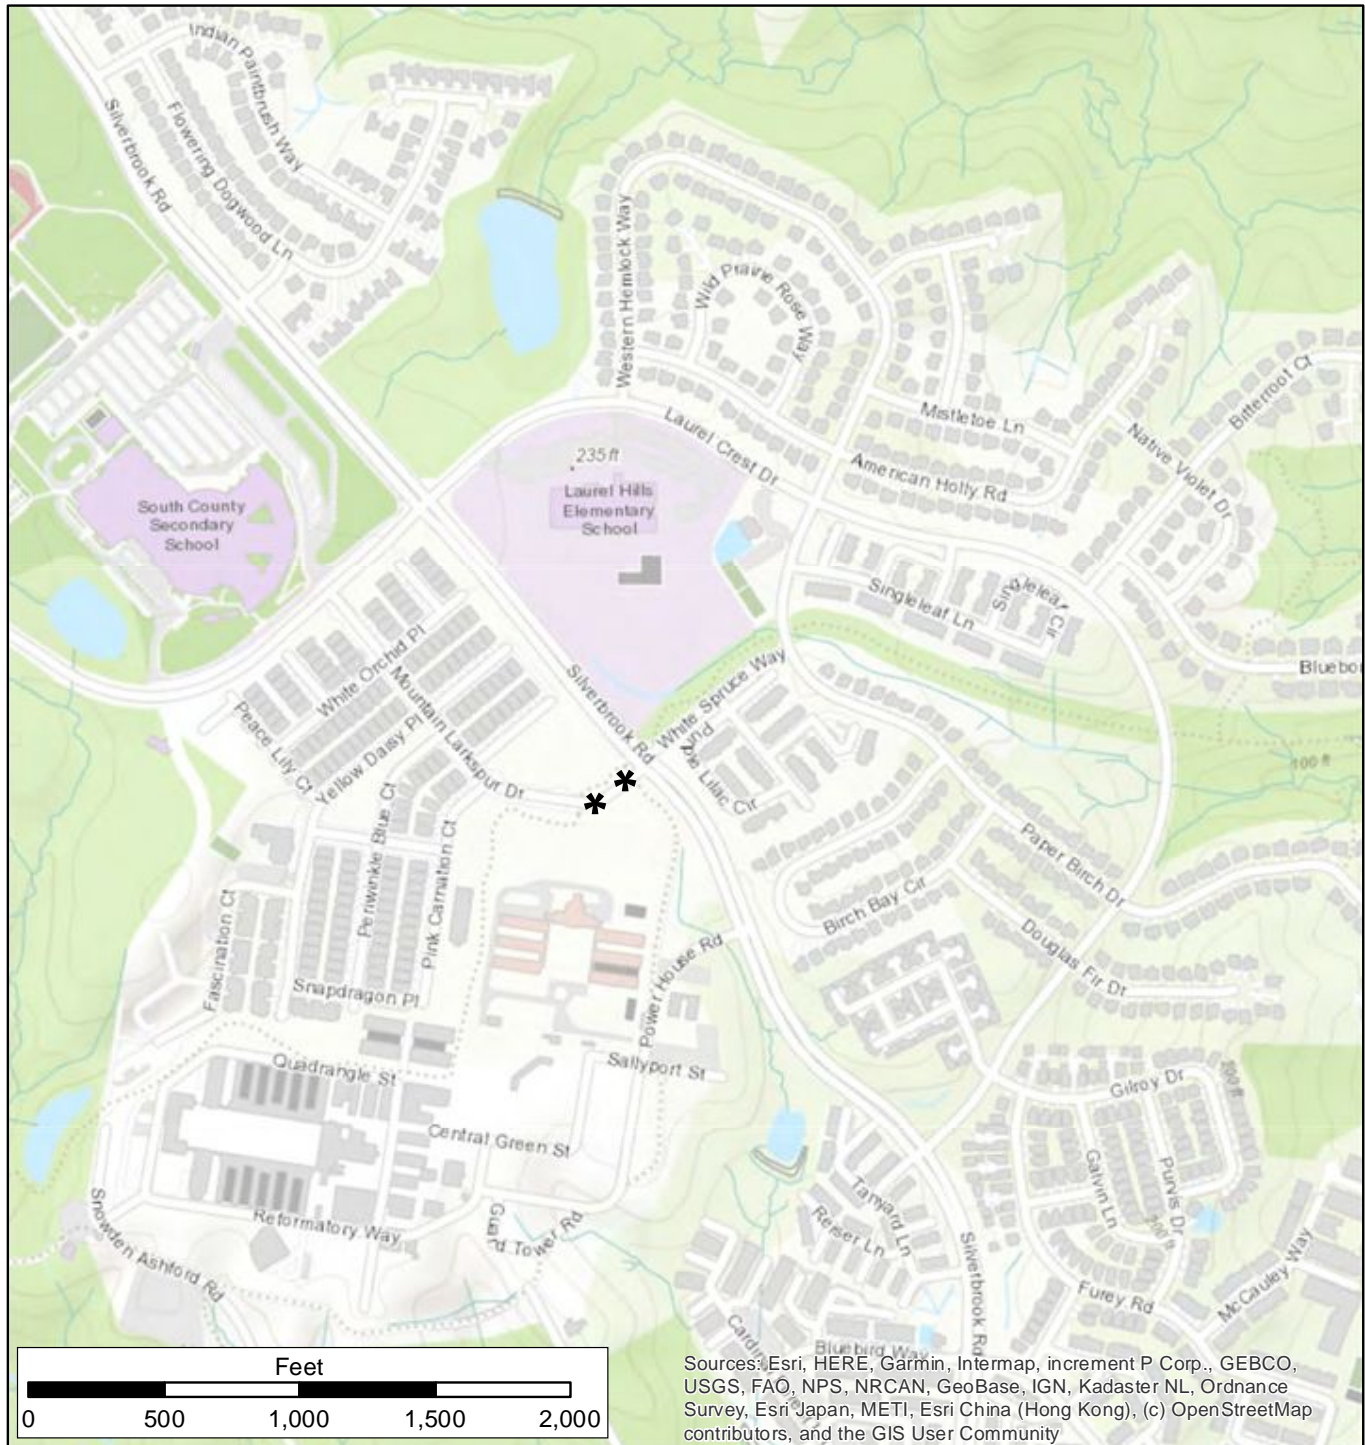 Indian Paintbrush Way
Silverbrook Rd
Flowering Dogwood Ln
Western Hemlock Way
Wild Prairie Rose Way
Bitterroot Ct
Mistletoe Ln
Laurel Crest Dr
Native Violet Dr
American Holly Rd
235 ft
South County
Secondary
School
Laurel Hills
Elementary
School
Singleleaf Ln
Singleleaf Cir
White Orchid Pl
Mountain Larkspur Dr
Peace Lily Ct
Yellow Daisy Pl
Silverbrook Rd
White Spruce Way
Lilac Cir
100 ft
*
*
Periwinkle Blue Ct
Pink Carnation Ct
Paper Birch Dr
Birch Bay Cir
Douglas Fir Dr
Fascination Ct
Snapdragon Pl
Power House Rd
Quadrangle St
Sallyport St
Gilroy Dr
200 ft
Central Green St
Galvin Ln
Purvis Dr
200 ft
Tanyard Ln
Reiser Ln
Snowden Ashford Rd
Reformatory Way
Guard Tower Rd
Silverbrook Rd
Furey Rd
McCauley Way
Bluebird Way
Feet
0 500 1,000 1,500 2,000
Sources: Esri, HERE, Garmin, Intermap, increment P Corp., GEBCO,
USGS, FAO, NPS, NRCAN, GeoBase, IGN, Kadaster NL, Ordnance
Survey, Esri Japan, METI, Esri China (Hong Kong), (c) OpenStreetMap
contributors, and the GIS User Community